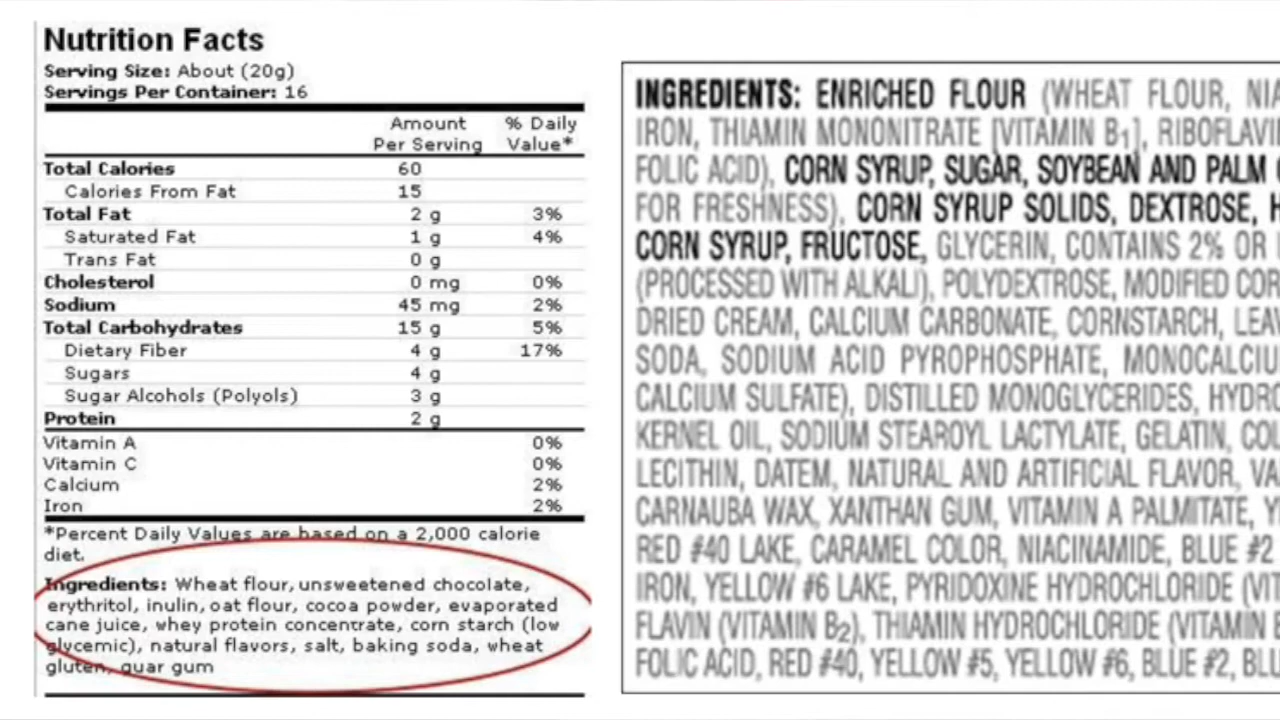 Nutrition Facts
Serving Size: About (20g)
Servings Per Container: 16
Amount Per Serving % Daily Value*
Total Calories 60
Calories From Fat 15
Total Fat 2 g 3%
Saturated Fat 1 g 4%
Trans Fat 0 g
Cholesterol 0 mg 0%
Sodium 45 mg 2%
Total Carbohydrates 15 g 5%
Dietary Fiber 4 g 17%
Sugars 4 g
Sugar Alcohols (Polyols) 3 g
Protein 2 g
Vitamin A 0%
Vitamin C 0%
Calcium 2%
Iron 2%
*Percent Daily Values are based on a 2,000 calorie
diet.
Ingredients: Wheat flour, unsweetened chocolate,
erythritol, inulin, oat flour, cocoa powder, evaporated
cane juice, whey protein concentrate, corn starch (low
glycemic), natural flavors, salt, baking soda, wheat
gluten, guar gum
INGREDIENTS: ENRICHED FLOUR (WHEAT FLOUR,
IRON, THIAMIN MONONITRATE [VITAMIN B1],
FOLIC ACID), CORN SYRUP, SUGAR, SOYBEAN AND PALM
FOR FRESHNESS), CORN SYRUP SOLIDS, DEXTROSE,
CORN SYRUP, FRUCTOSE, GLYCERIN, CONTAINS 2% OR
(PROCESSED WITH ALKALI), POLYDEXTROSE, MODIFIED
DRIED CREAM, CALCIUM CARBONATE, CORNSTARCH,
SODA, SODIUM ACID PYROPHOSPHATE,
CALCIUM SULFATE), DISTILLED MONOGLYCERIDES,
KERNEL OIL, SODIUM STEAROYL LACTYLATE, GELATIN,
LECITHIN, DATEM, NATURAL AND ARTIFICIAL FLAVOR,
CARNAUBA WAX, XANTHAN GUM, VITAMIN A PALMITATE,
RED #40 LAKE, CARAMEL COLOR, NIACINAMIDE, BLUE #2
IRON, YELLOW #6 LAKE, PYRIDOXINE HYDROCHLORIDE
FLAVIN (VITAMIN B2), THIAMIN HYDROCHLORIDE (VITAMIN
FOLIC ACID, RED #40, YELLOW #5, YELLOW #6, BLUE #2,